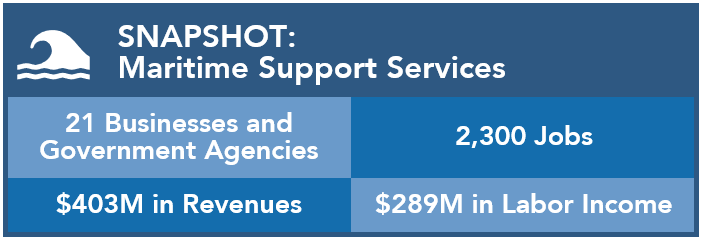 SNAPSHOT:
Maritime Support Services
21 Businesses and
Government Agencies
2,300 Jobs
$403M in Revenues
$289M in Labor Income